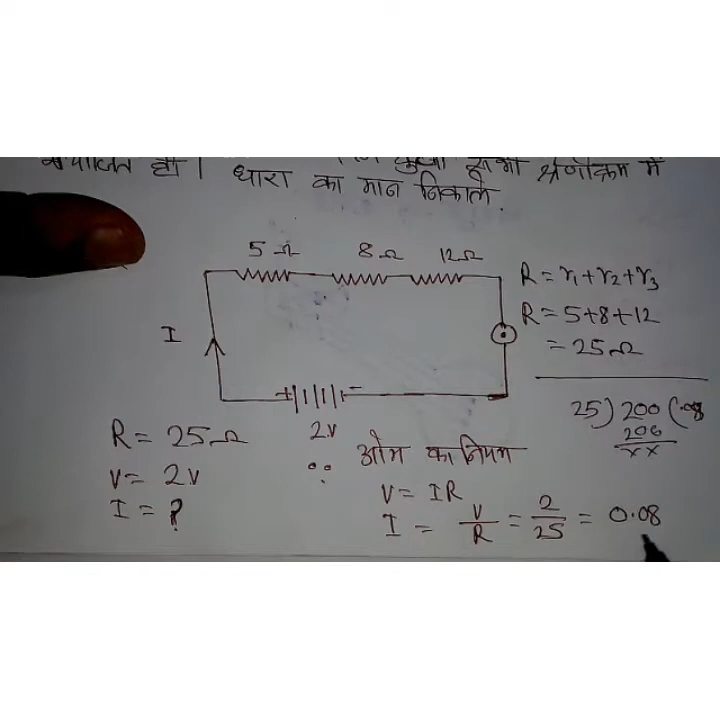 श्रेणीक्रम में
धारा का मान निकाले.
5Ω 8Ω 12Ω
R = r₁+r₂+r₃
R = 5+8+12
= 25Ω
I
+ -
2V
25) 200 (.08
200
xx
R = 25Ω
V = 2V
I = ?
∵ ओम का नियम
V = IR
I = V/R = 2/25 = 0.08